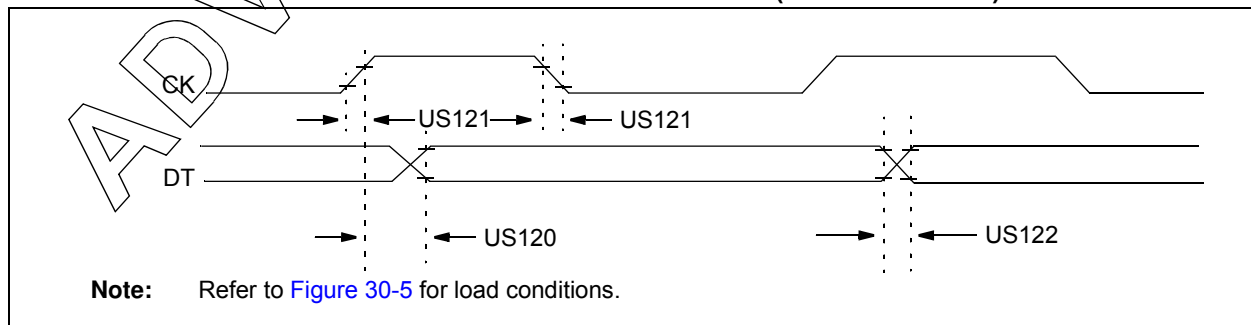 CK
US121
US121
DT
US120
US122
Note: Refer to Figure 30-5 for load conditions.
ADV